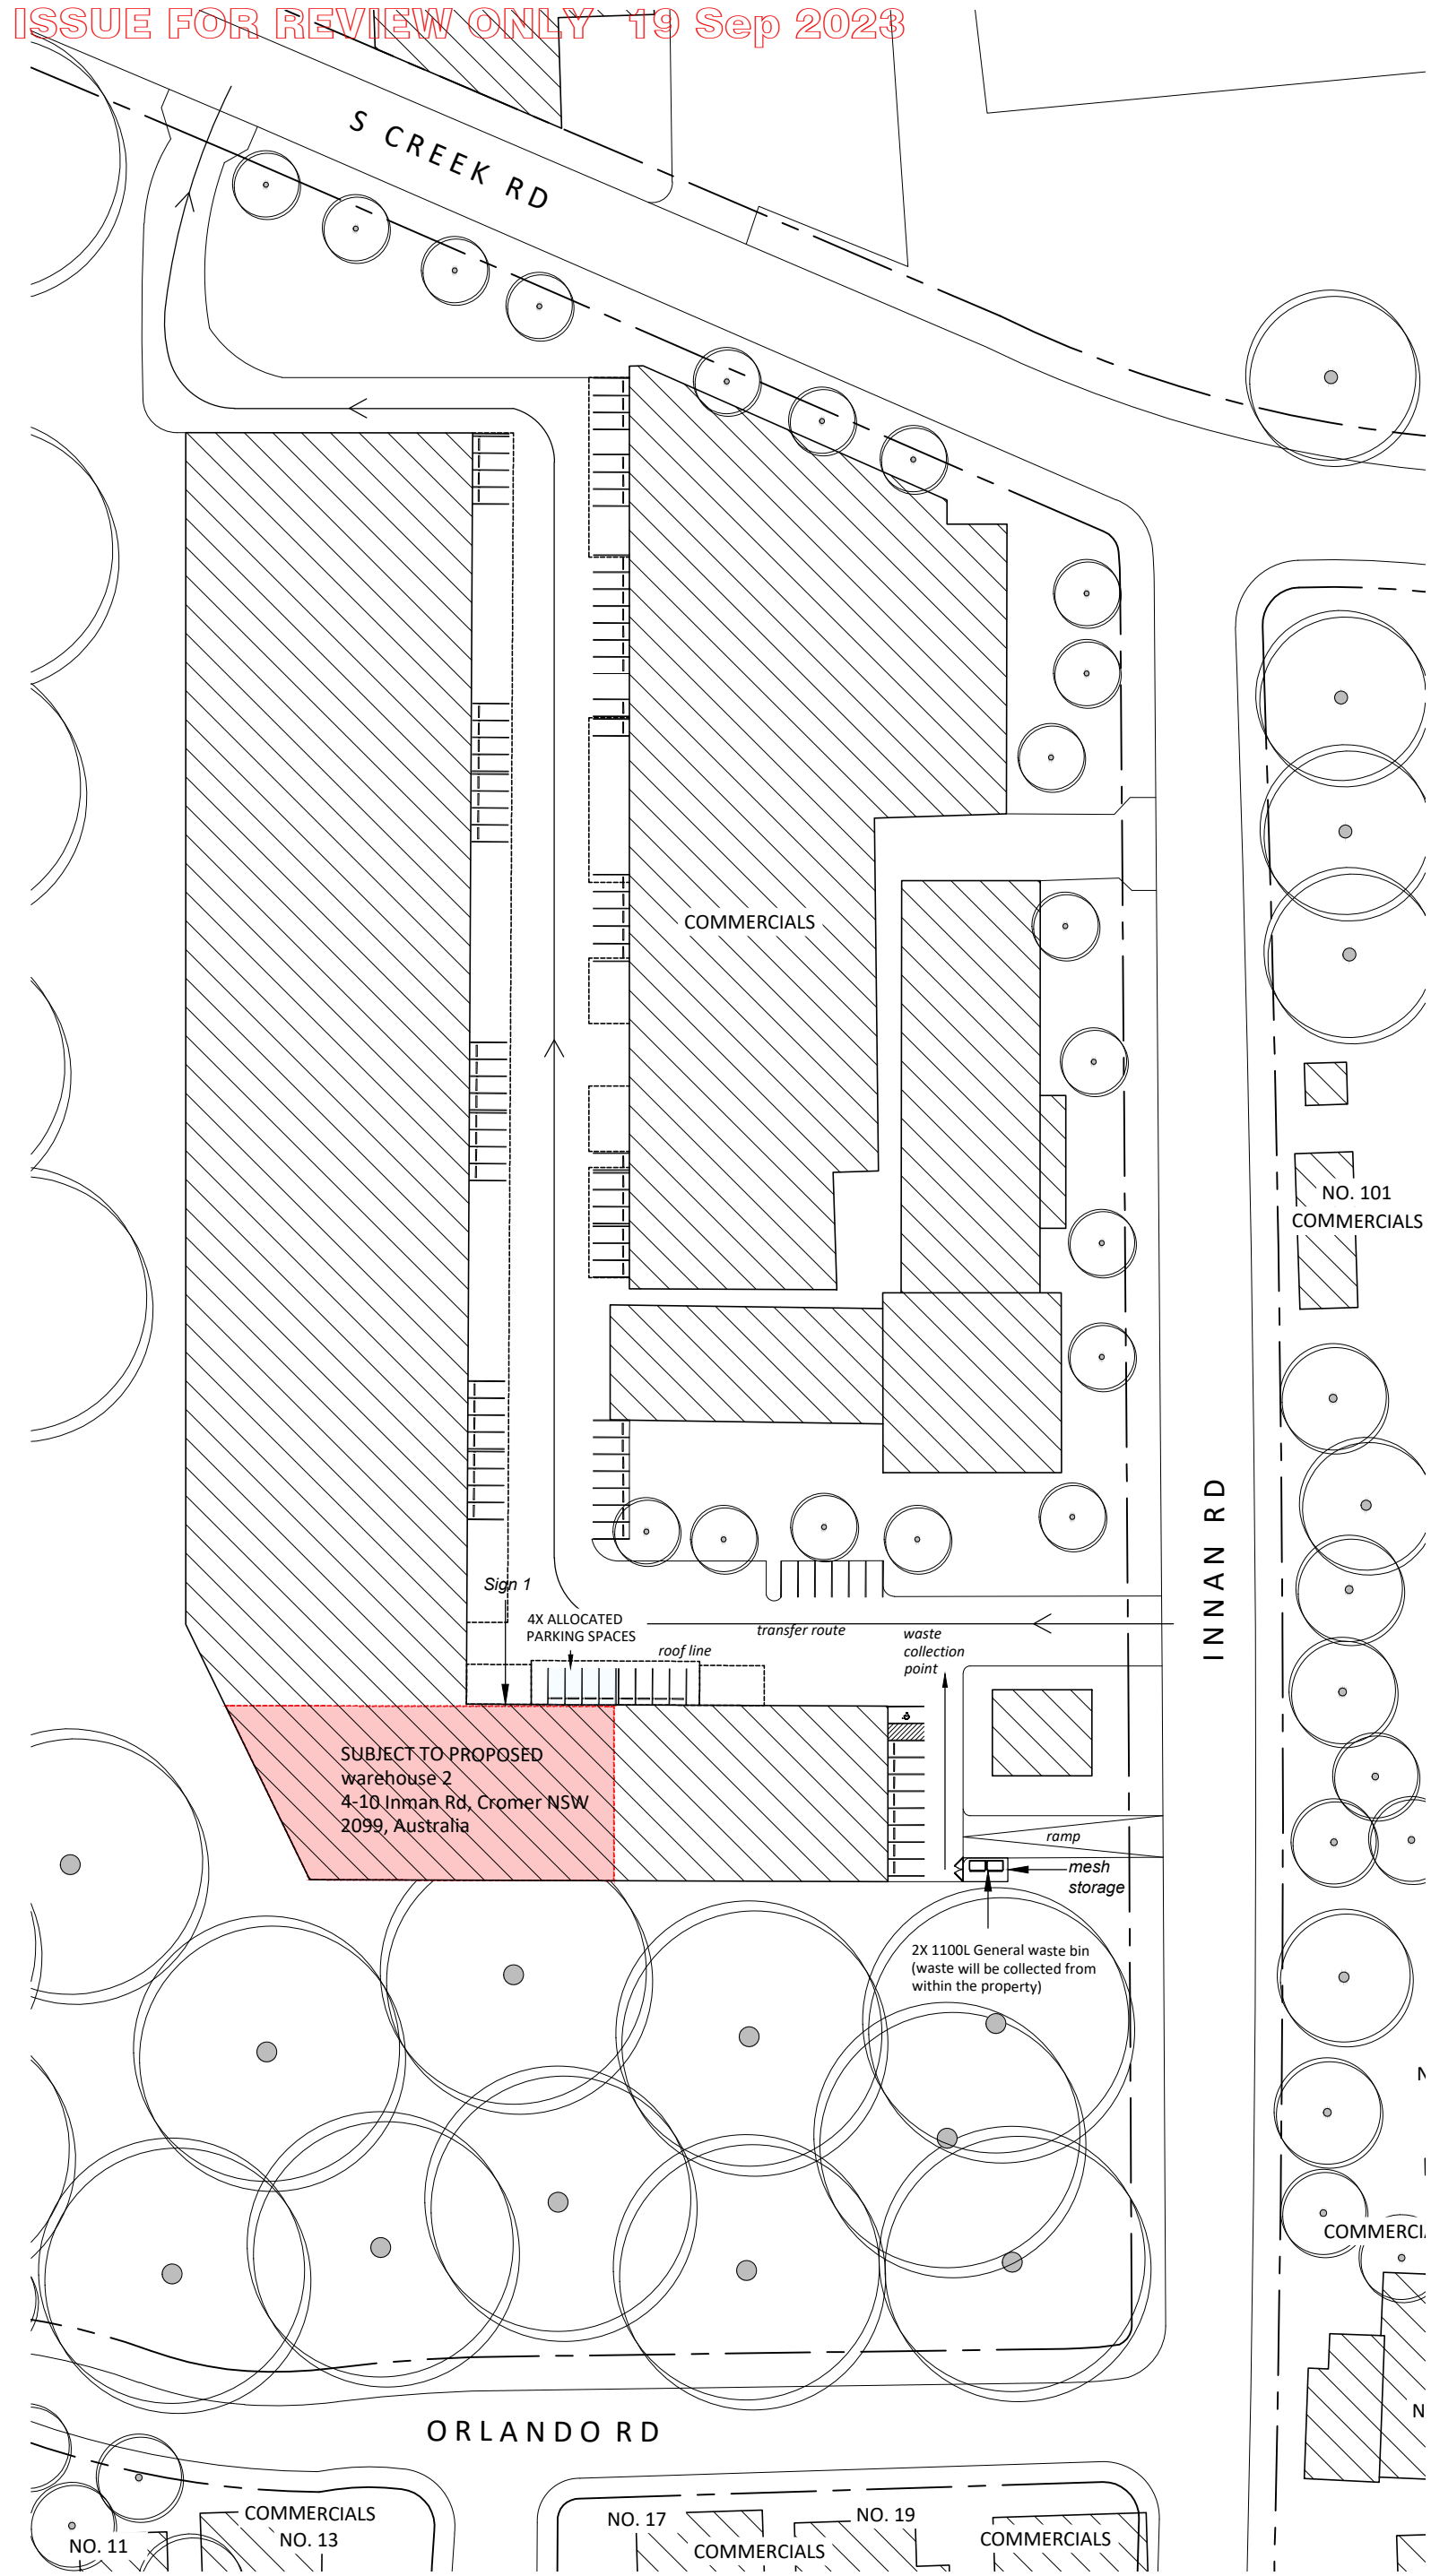 ISSUE FOR REVIEW ONLY 19 Sep 2023
S CREEK RD
COMMERCIALS
NO. 101
COMMERCIALS
INNAN RD
Sign 1
4X ALLOCATED
PARKING SPACES
roof line
transfer route
waste
collection
point
SUBJECT TO PROPOSED
warehouse 2
4-10 Inman Rd, Cromer NSW
2099, Australia
ramp
mesh
storage
2X 1100L General waste bin
(waste will be collected from
within the property)
N
COMMERCIA
N
ORLANDO RD
COMMERCIALS
NO. 11
NO. 13
NO. 17
COMMERCIALS
NO. 19
COMMERCIALS